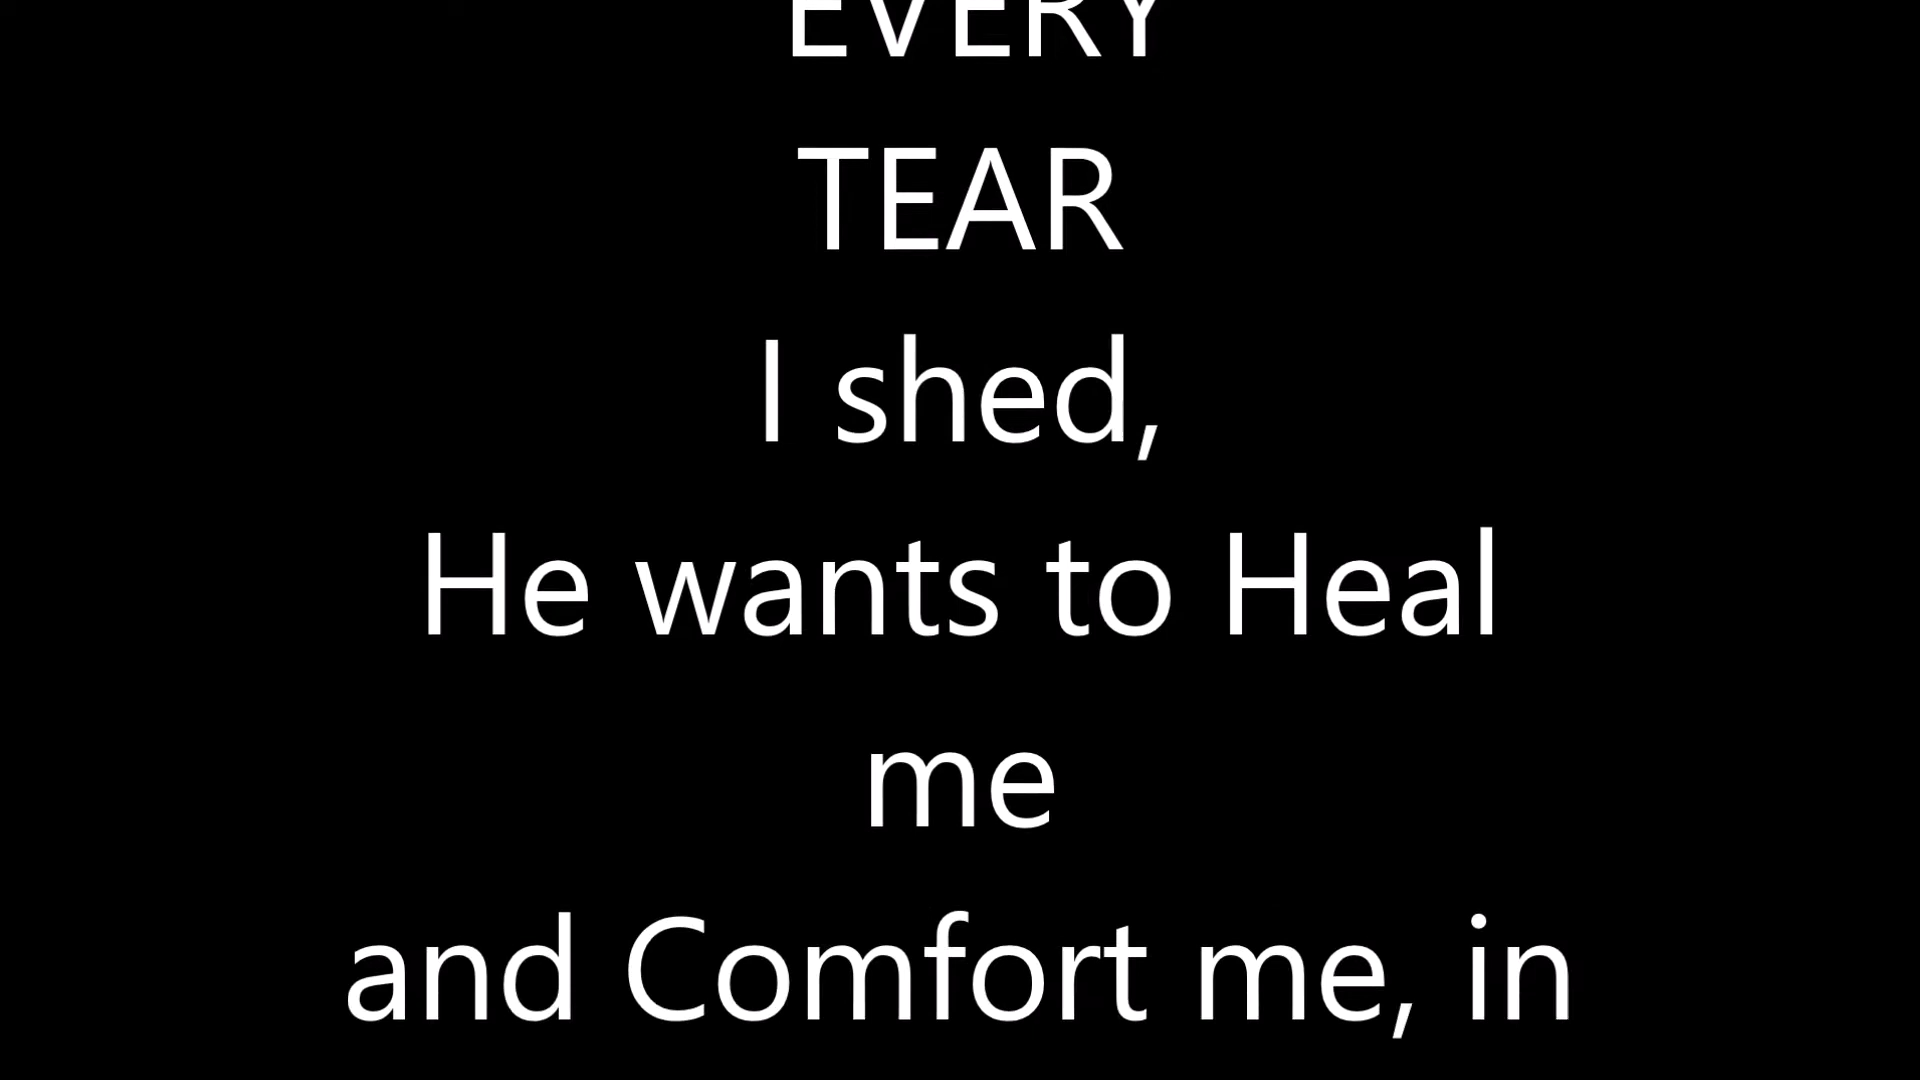 EVERY
TEAR
I shed,
He wants to Heal
me
and Comfort me, in